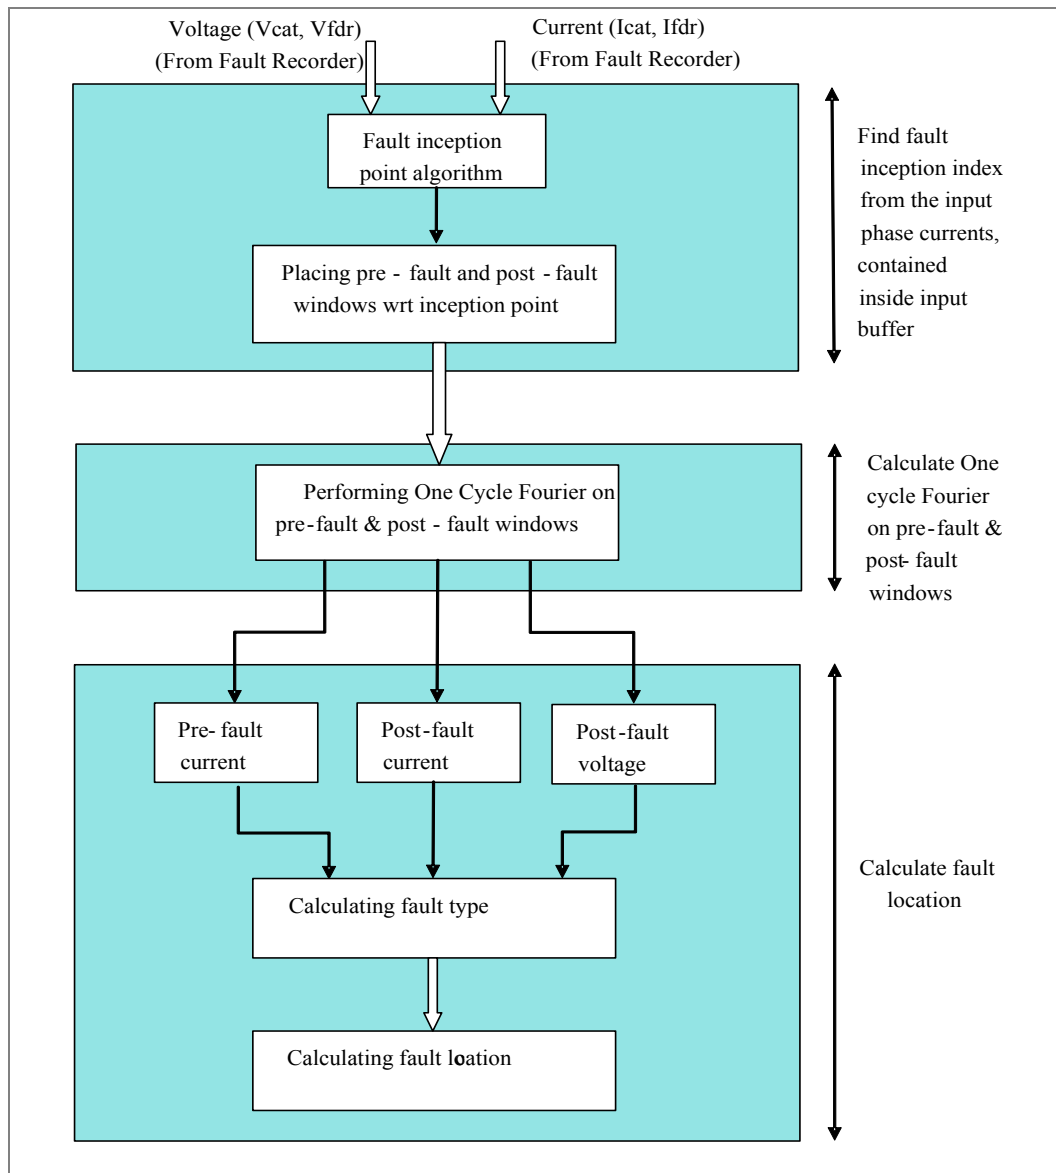 Voltage (Vcat, Vfdr)
(From Fault Recorder)
Current (Icat, Ifdr)
(From Fault Recorder)
Fault inception
point algorithm
Placing pre - fault and post - fault
windows wrt inception point
Find fault
inception index
from the input
phase currents,
contained
inside input
buffer
Performing One Cycle Fourier on
pre-fault & post - fault windows
Calculate One
cycle Fourier
on pre-fault &
post- fault
windows
Pre- fault
current
Post-fault
current
Post-fault
voltage
Calculating fault type
Calculating fault location
Calculate fault
location